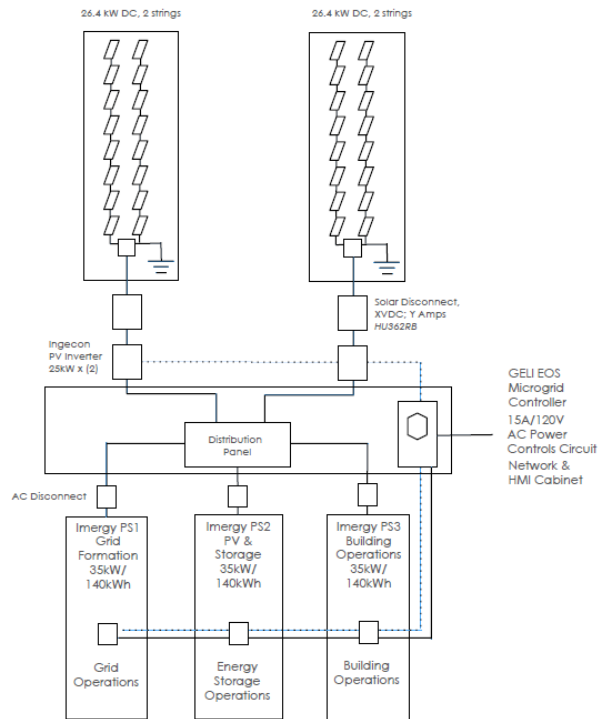 26.4 kW DC, 2 strings
26.4 kW DC, 2 strings
Solar Disconnect,
XVDC; Y Amps
HU362RB
Ingecon
PV Inverter
25kW x (2)
GELI EOS
Microgrid
Controller
15A/120V
AC Power
Controls Circuit
Network &
HMI Cabinet
Distribution
Panel
AC Disconnect
Imergy PS1
Grid
Formation
35kW/
140kWh
Imergy PS2
PV &
Storage
35kW/
140kWh
Imergy PS3
Building
Operations
35kW/
140kWh
Grid
Operations
Energy
Storage
Operations
Building
Operations